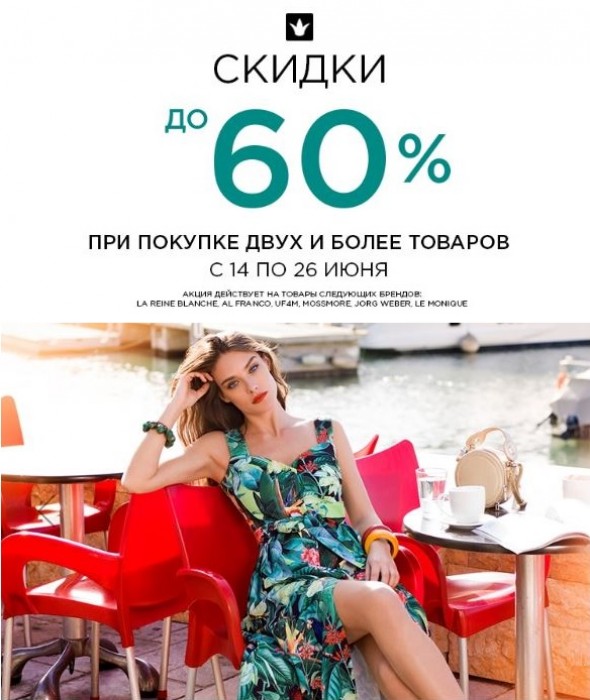 СКИДКИ
ДО 60%
ПРИ ПОКУПКЕ ДВУХ И БОЛЕЕ ТОВАРОВ
С 14 ПО 26 ИЮНЯ
АКЦИЯ ДЕЙСТВУЕТ НА ТОВАРЫ СЛЕДУЮЩИХ БРЕНДОВ:
LA REINE BLANCHE, AL FRANCO, UF4M, MOSSMORE, JORG WEBER, LE MONIQUE